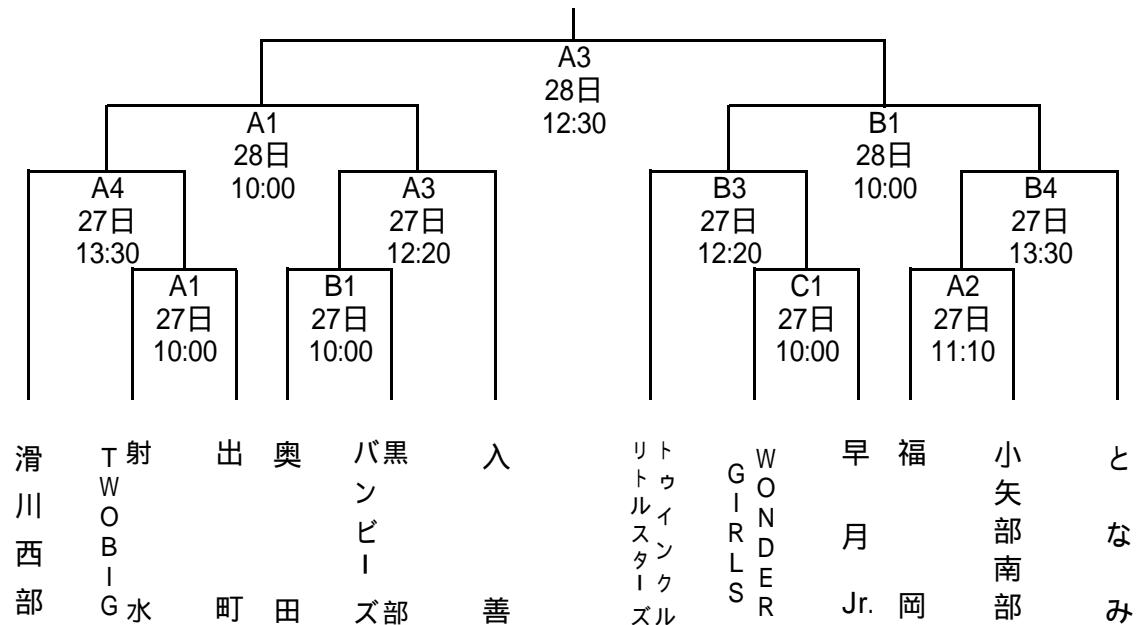 A3
28日
12:30
A1
28日
10:00
B1
28日
10:00
A4
27日
13:30
A3
27日
12:20
B3
27日
12:20
B4
27日
13:30
A1
27日
10:00
B1
27日
10:00
C1
27日
10:00
A2
27日
11:10
滑川西部
射水
TWOBIG
出町
奥田
黒部
バンビーズ
入善
トゥインクル
リトルスターズ
WONDER
GIRLS
早月Jr.
福岡
小矢部南部
となみ